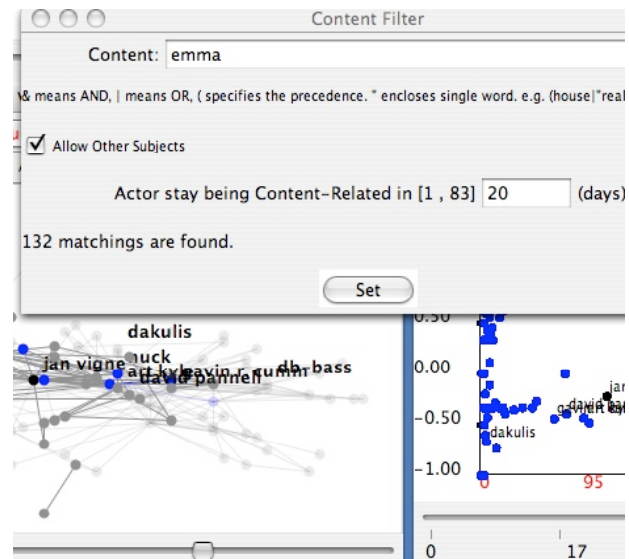 Content Filter
Content: emma
& means AND, | means OR, ( specifies the precedence. " encloses single word. e.g. (house|"real
Allow Other Subjects
Actor stay being Content-Related in [1 , 83] 20 (days)
132 matchings are found.
Set
dakulis
jan vigne
db-bass
david pannell
0.50
0.00
-0.50
dakulis
-1.00
0
95
0
17